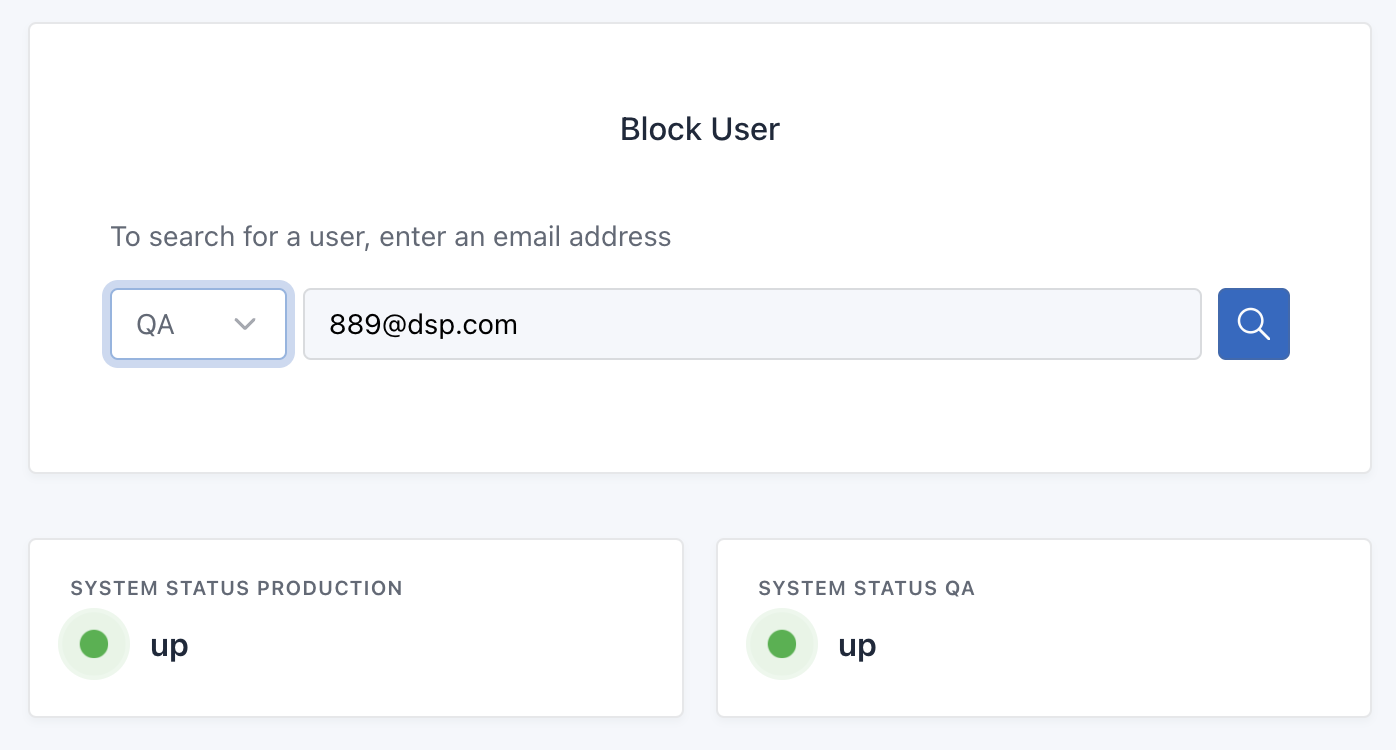 Block User
To search for a user, enter an email address
QA
889@dsp.com
SYSTEM STATUS PRODUCTION
up
SYSTEM STATUS QA
up